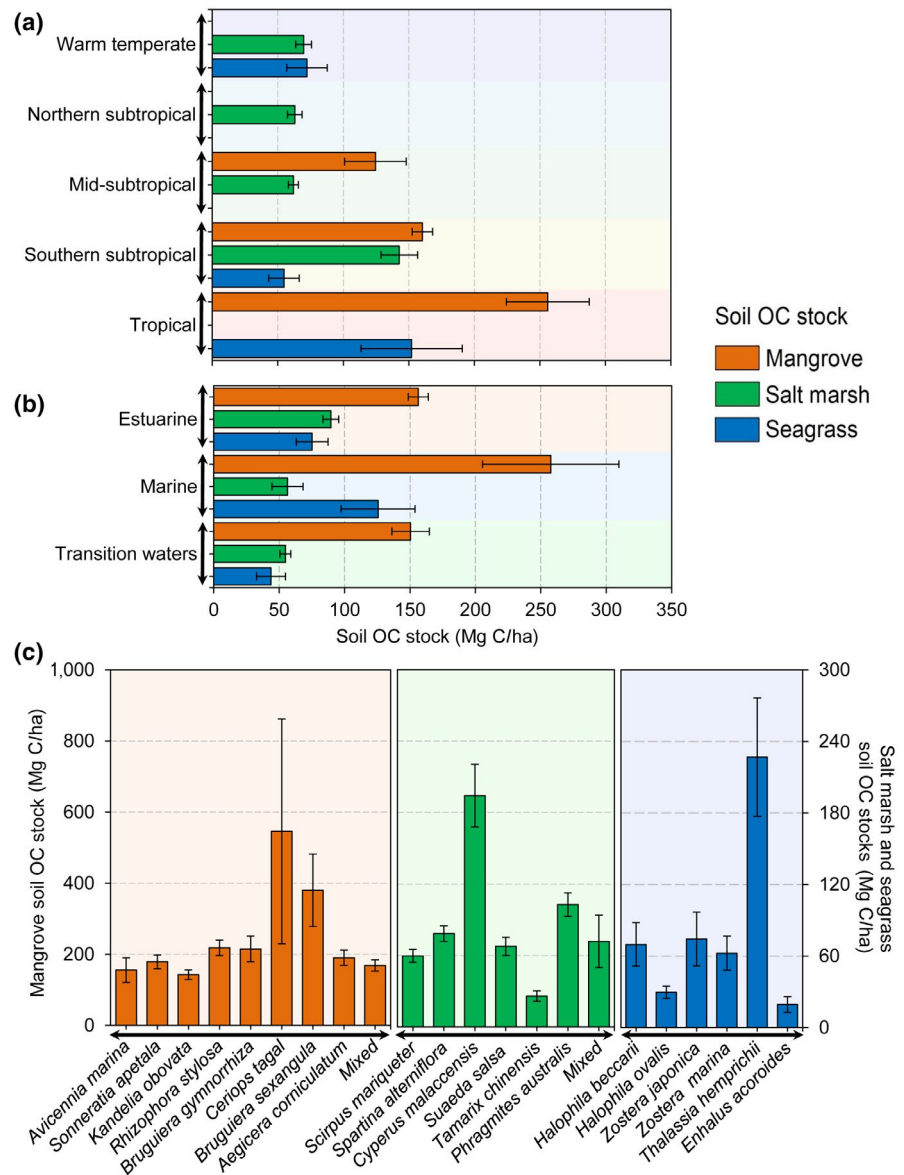 (a)
Warm temperate
Northern subtropical
Mid-subtropical
Southern subtropical
Tropical
Soil OC stock
Mangrove
Salt marsh
Seagrass
(b)
Estuarine
Marine
Transition waters
0 50 100 150 200 250 300 350
Soil OC stock (Mg C/ha)
(c)
Mangrove soil OC stock (Mg C/ha)
1,000
800
600
400
200
0
300
240
180
120
60
0
Salt marsh and seagrass
soil OC stocks (Mg C/ha)
Avicennia marina
Sonneratia apetala
Kandelia obovata
Rhizophora stylosa
Bruguiera gymnorrhiza
Ceriops tagal
Bruguiera sexangula
Aegicera corniculatum
Mixed
Scirpus mariqueter
Spartina alterniflora
Cyperus malaccensis
Suaeda salsa
Tamarix chinensis
Phragmites australis
Mixed
Halophila beccarii
Halophila ovalis
Zostera japonica
Zostera marina
Thalassia hemprichii
Enhalus acoroides